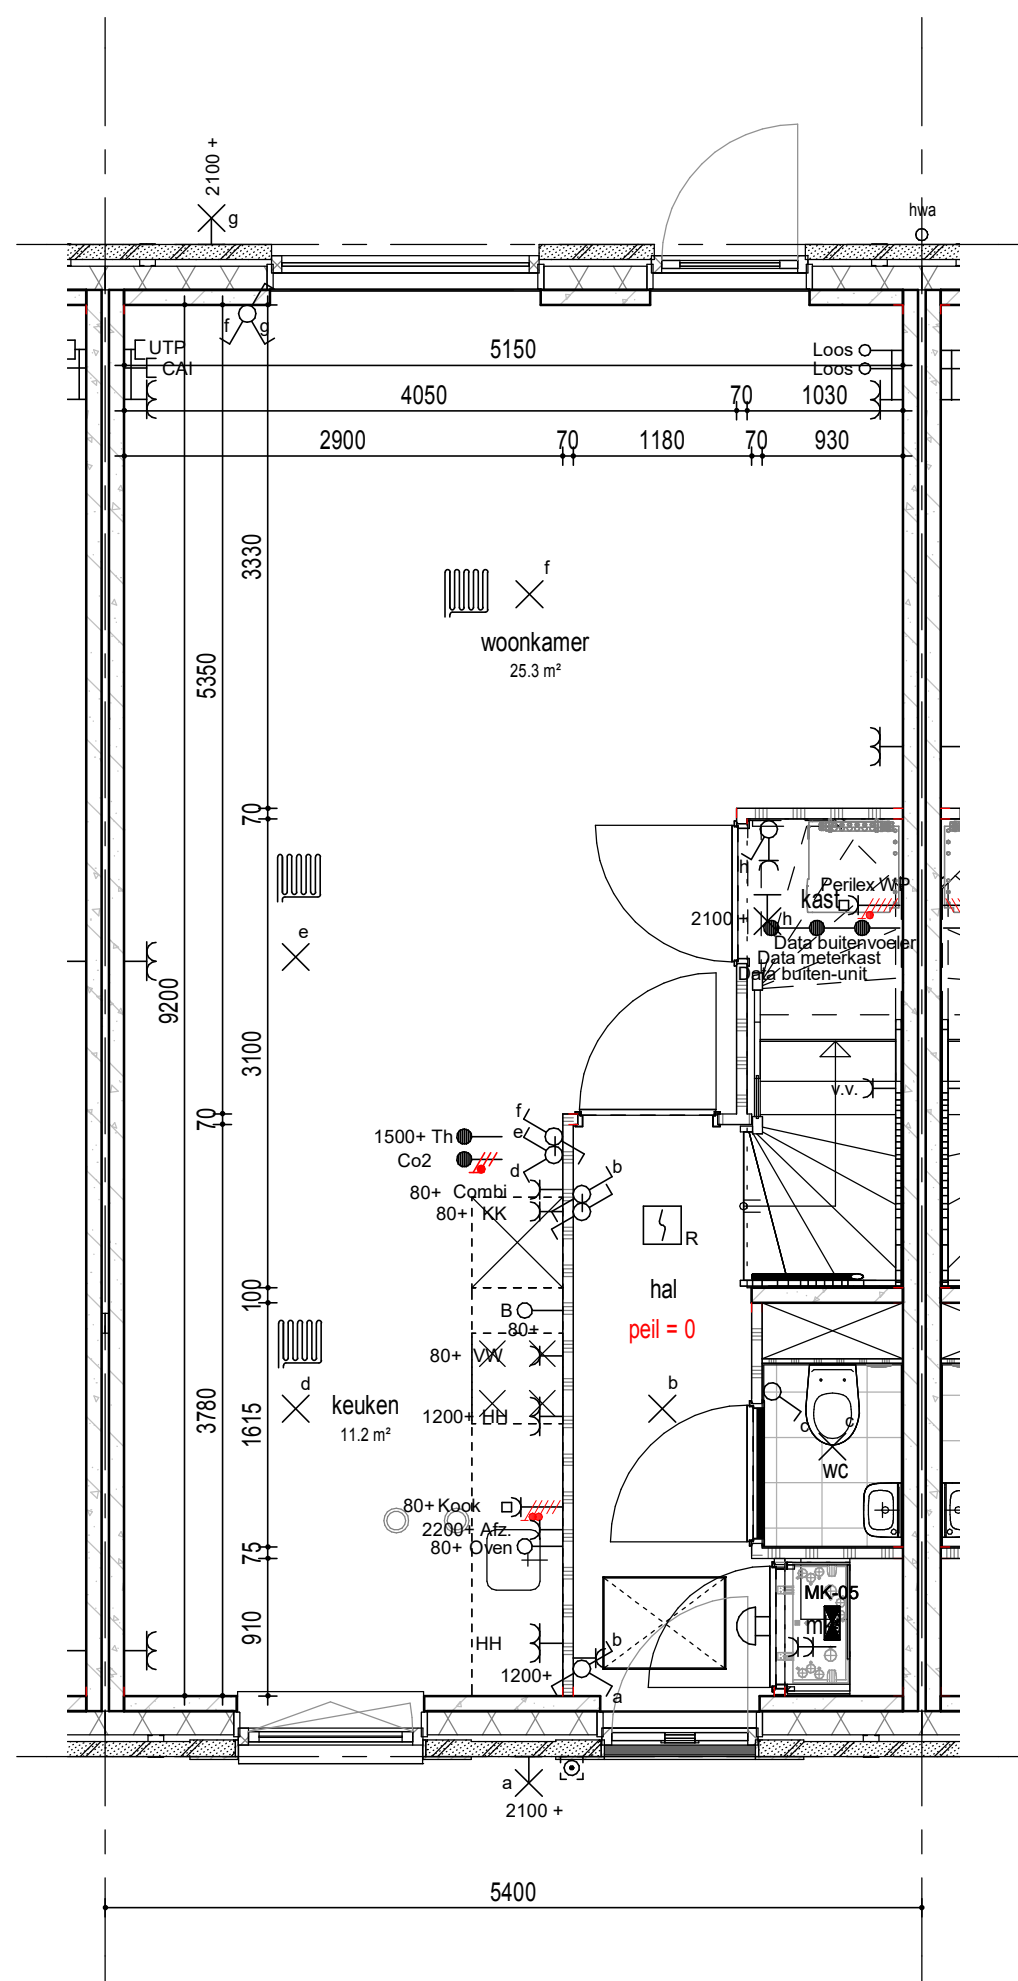 2100 +
g
hwa
f
g
UTP
CAI
5150
Loos
Loos
4050
70
1030
2900
70
1180
70
930
3330
f
woonkamer
25.3 m²
5350
70
h
Perilex WP
kast
2100 +
h
Data buitenvoeler
Data meterkast
Data buiten-unit
e
9200
3100
v.v.
70
f
1500+ Th
e
Co2
d
b
80+ Combi
80+ KK
R
hal
100
peil = 0
B
80+
80+ VW
d
keuken
11.2 m²
1200+ HH
b
c
c
wc
3780
1615
80+ Kook
2200+ Afz.
80+ Oven
75
MK-05
mk
910
HH
b
1200+
a
a
2100 +
5400